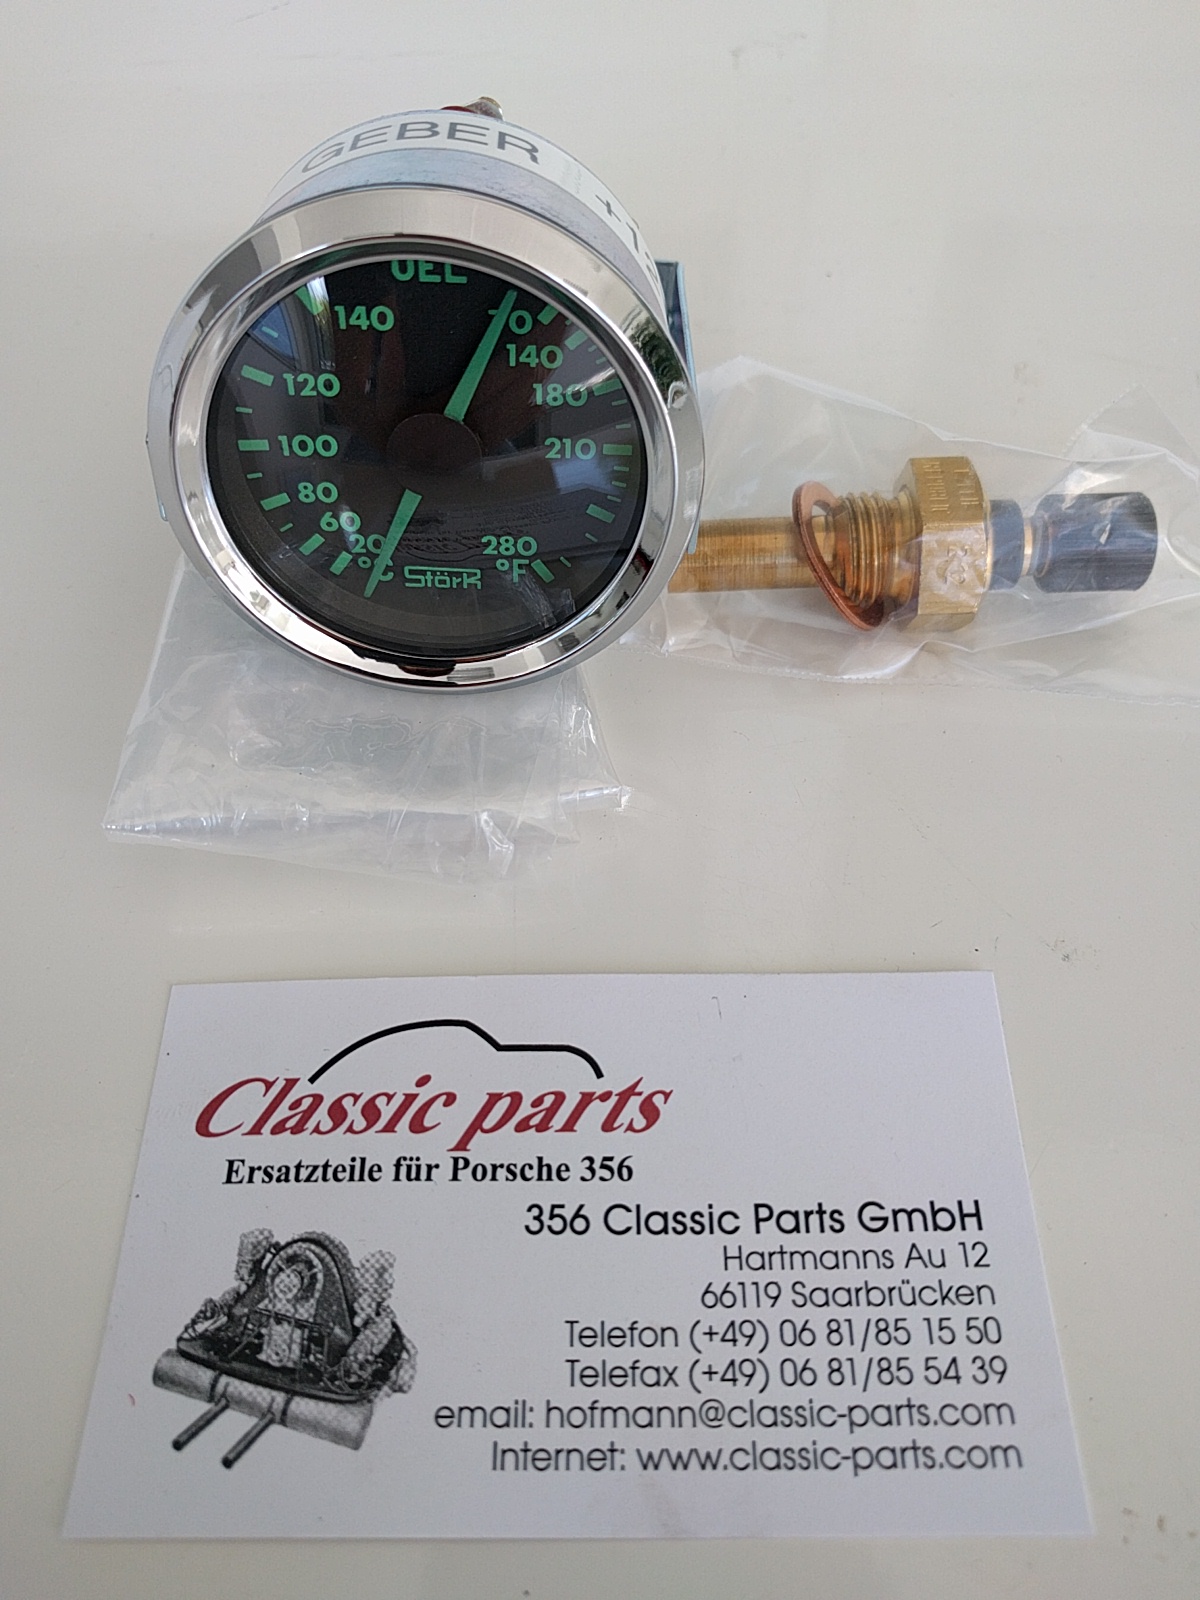 GEBER
OEL
140
120
100
80
60
20
°C
140
180
210
280
°F
Störk
Classic parts
Ersatzteile für Porsche 356
356 Classic Parts GmbH
Hartmanns Au 12
66119 Saarbrücken
Telefon (+49) 06 81/85 15 50
Telefax (+49) 06 81/85 54 39
email: hofmann@classic-parts.com
Internet: www.classic-parts.com